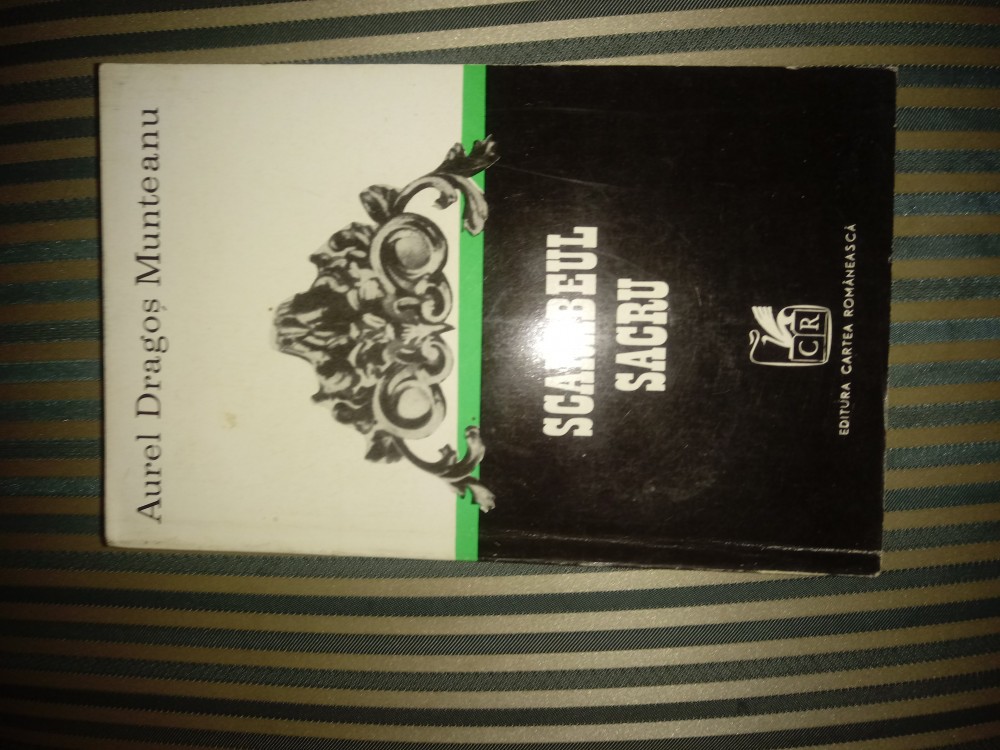 Aurel Dragoș Munteanu
SCARABEUL
SACRU
CR
EDITURA CARTEA ROMÂNEASCĂ